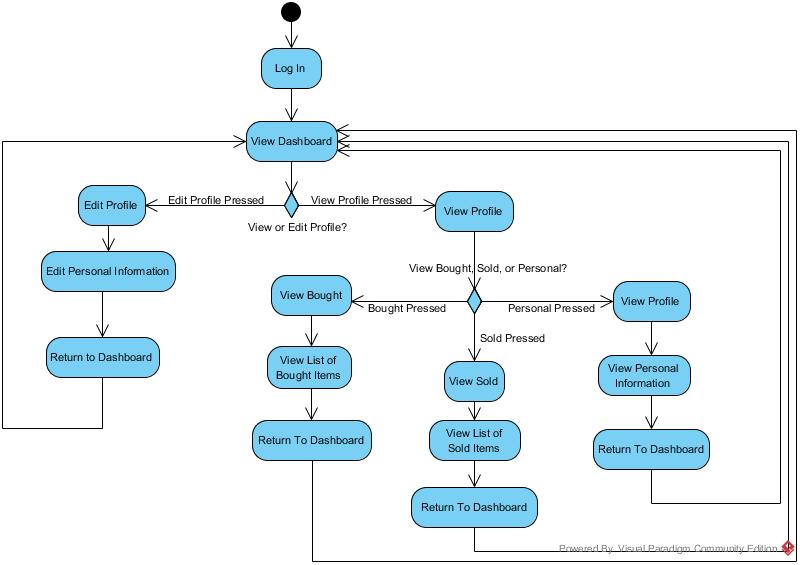 Log In
View Dashboard
Edit Profile Pressed
View Profile Pressed
Edit Profile
View Profile
View or Edit Profile?
Edit Personal Information
View Bought, Sold, or Personal?
View Bought
Bought Pressed
Personal Pressed
View Profile
Sold Pressed
Return to Dashboard
View List of
Bought Items
View Sold
View Personal
Information
Return To Dashboard
View List of
Sold Items
Return To Dashboard
Return To Dashboard
Powered By Visual Paradigm Community Edition